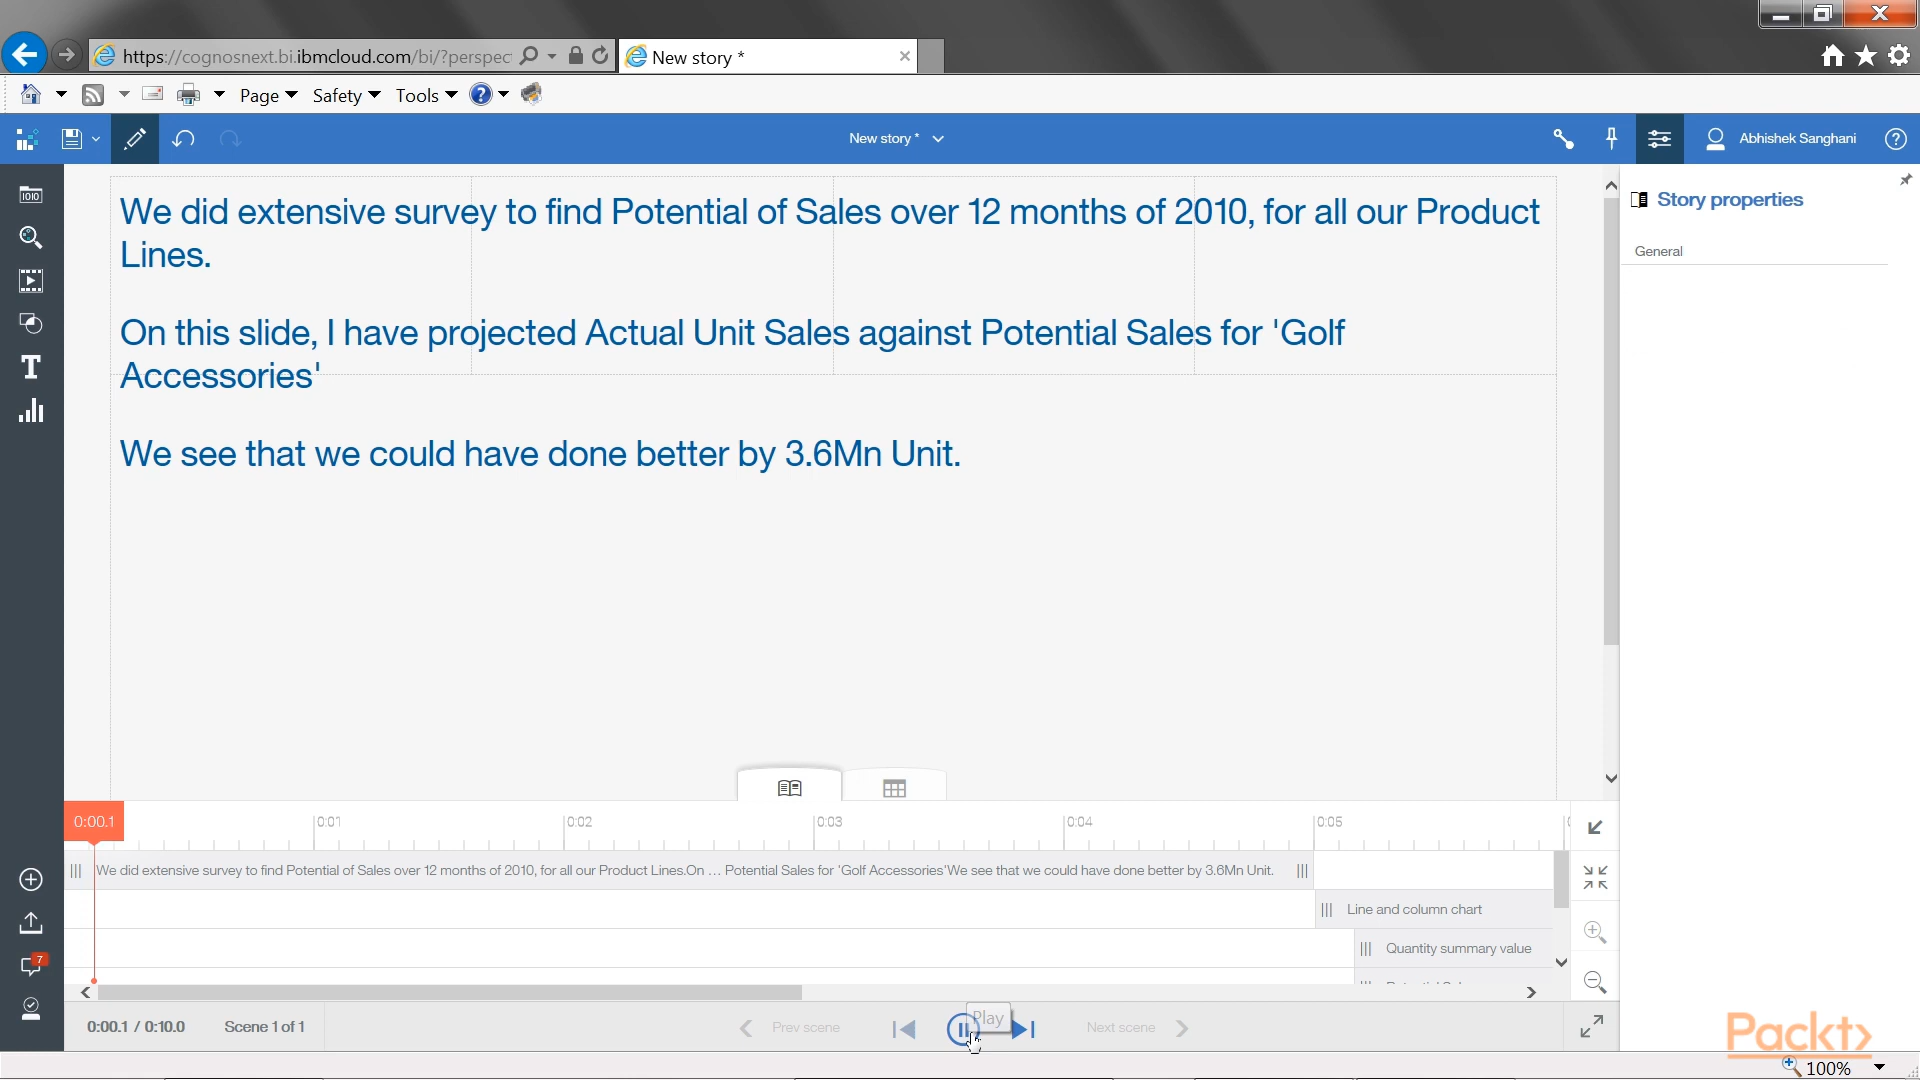 https://cognosnext.bi.ibmcloud.com/bi/?perspec
New story *
Page
Safety
Tools
New story *
Abhishek Sanghani
We did extensive survey to find Potential of Sales over 12 months of 2010, for all our Product
Lines.
On this slide, I have projected Actual Unit Sales against Potential Sales for 'Golf
Accessories'
We see that we could have done better by 3.6Mn Unit.
Story properties
General
0:00.1
0:01
0:02
0:03
0:04
0:05
We did extensive survey to find Potential of Sales over 12 months of 2010, for all our Product Lines.On ... Potential Sales for 'Golf Accessories'We see that we could have done better by 3.6Mn Unit.
Line and column chart
Quantity summary value
7
0:00.1 / 0:10.0
Scene 1 of 1
Prev scene
Play
Next scene
Packt>
100%